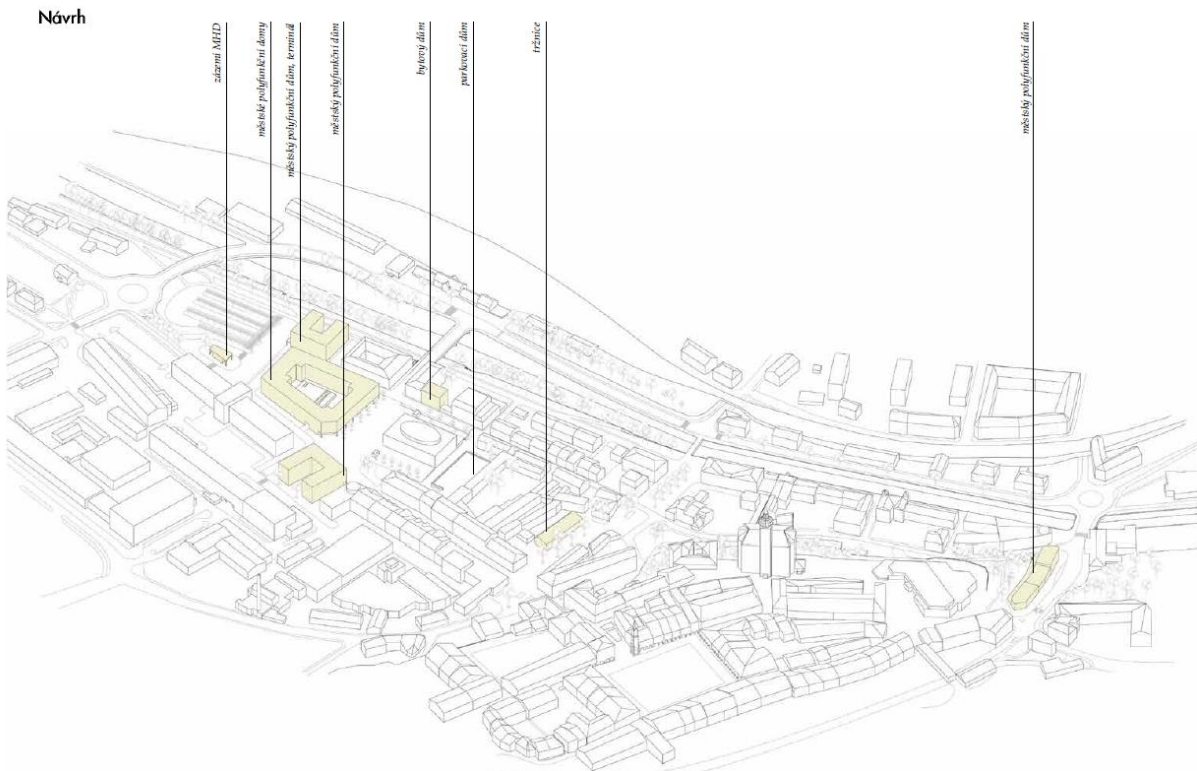 Návrh
zázemí MHD
městské polyfunkční domy
městský polyfunkční dům, terminál
městský polyfunkční dům
bytový dům
parkovací dům
tržnice
městský polyfunkční dům